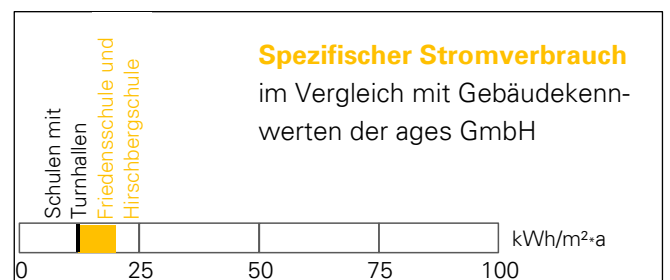 Spezifischer Stromverbrauch
im Vergleich mit Gebäudekenn-
werten der ages GmbH
Schulen mit
Turnhallen
Friedensschule und
Hirschbergschule
kWh/m²*a
0 25 50 75 100